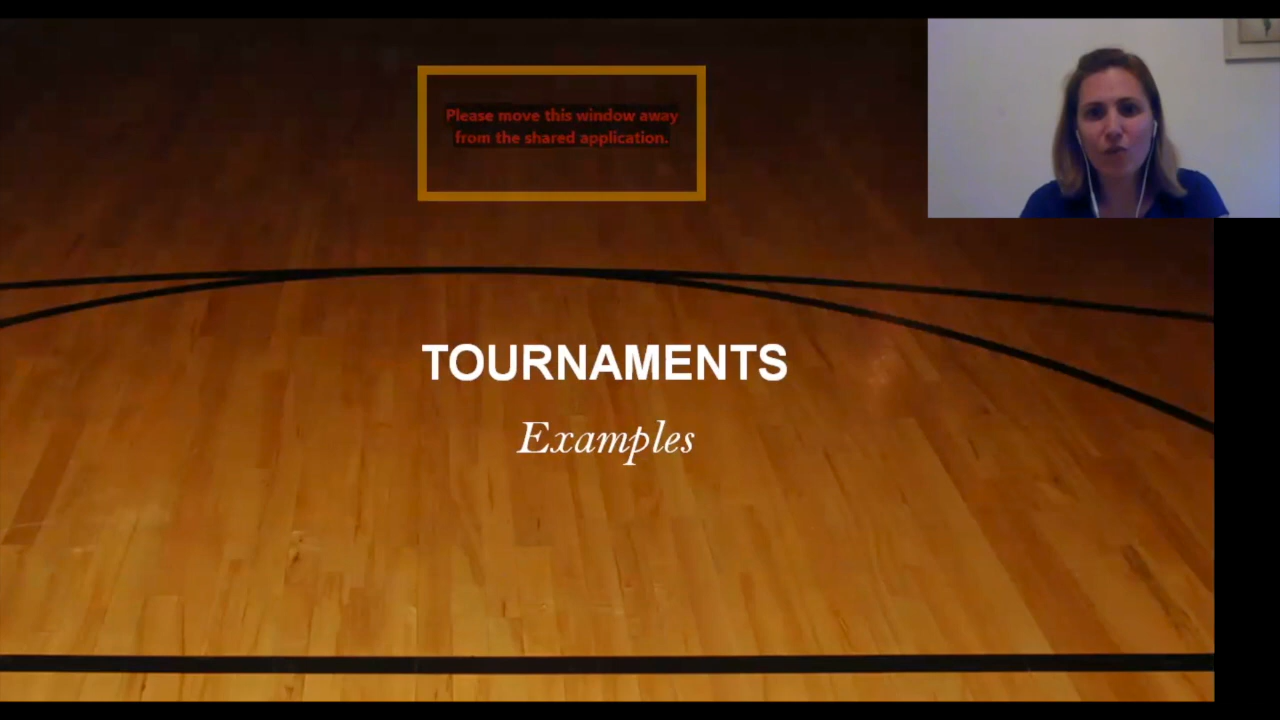 Please move this window away
from the shared application.
TOURNAMENTS
Examples